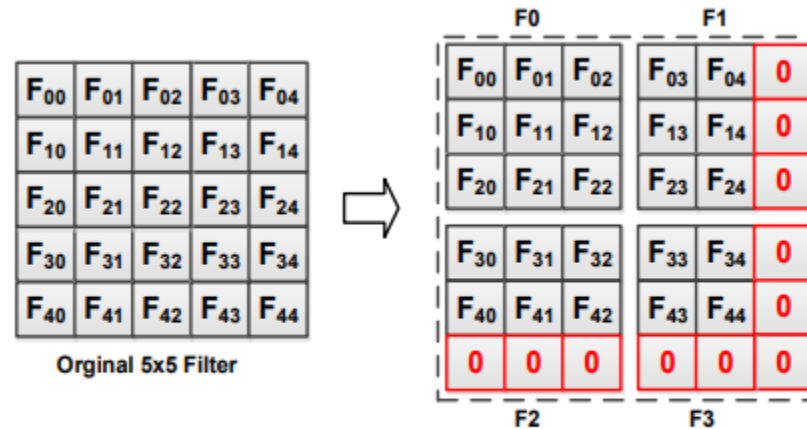 F0 F1
F00 F01 F02 F03 F04
F10 F11 F12 F13 F14
F20 F21 F22 F23 F24
F30 F31 F32 F33 F34
F40 F41 F42 F43 F44
Orginal 5x5 Filter
F00 F01 F02 F03 F04 0
F10 F11 F12 F13 F14 0
F20 F21 F22 F23 F24 0
F30 F31 F32 F33 F34 0
F40 F41 F42 F43 F44 0
0 0 0 0 0 0
F2 F3